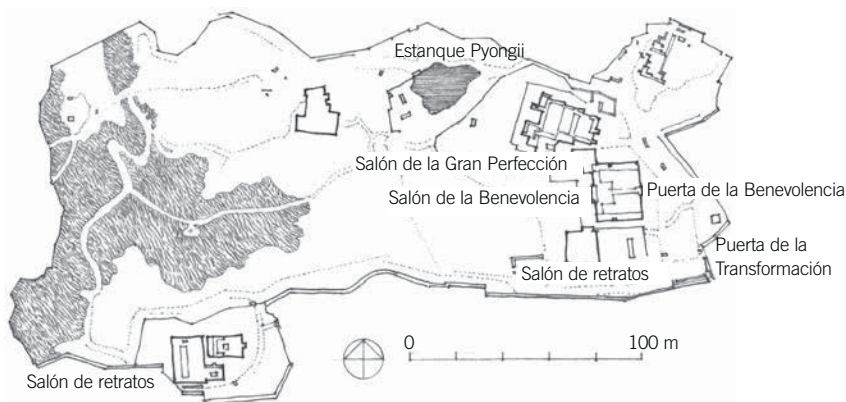 Estanque Pyongii
Salón de la Gran Perfección
Salón de la Benevolencia
Puerta de la Benevolencia
Puerta de la
Transformación
Salón de retratos
0
100 m
Salón de retratos